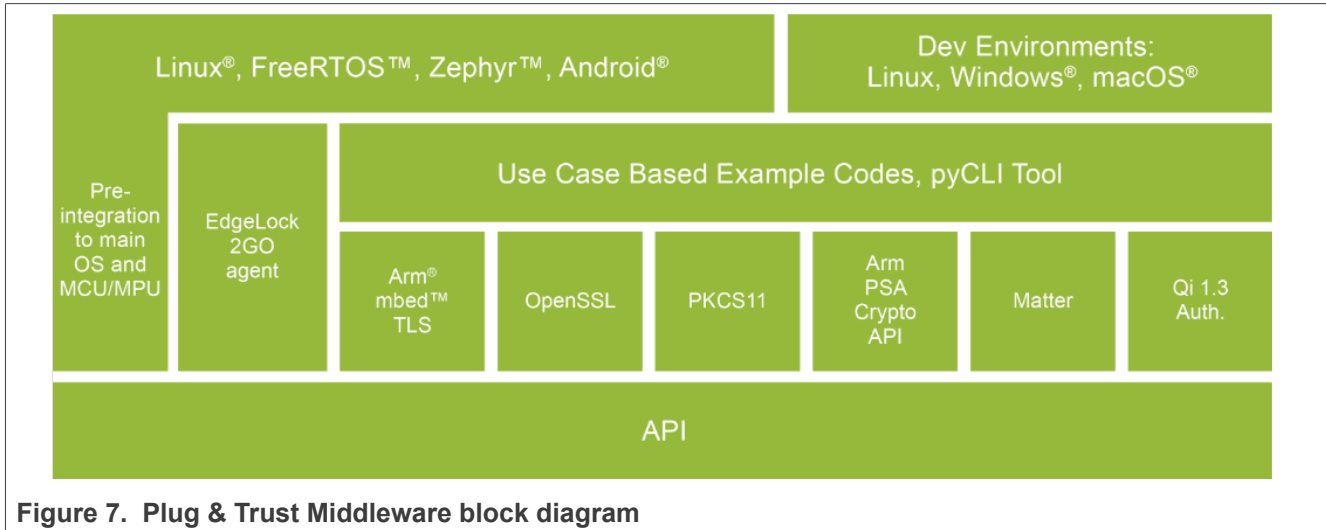 Linux®, FreeRTOS™, Zephyr™, Android®
Dev Environments:
Linux, Windows®, macOS®
Pre-
integration
to main
OS and
MCU/MPU
EdgeLock
2GO
agent
Use Case Based Example Codes, pyCLI Tool
Arm®
mbed™
TLS
OpenSSL
PKCS11
Arm
PSA
Crypto
API
Matter
Qi 1.3
Auth.
API
Figure 7. Plug & Trust Middleware block diagram